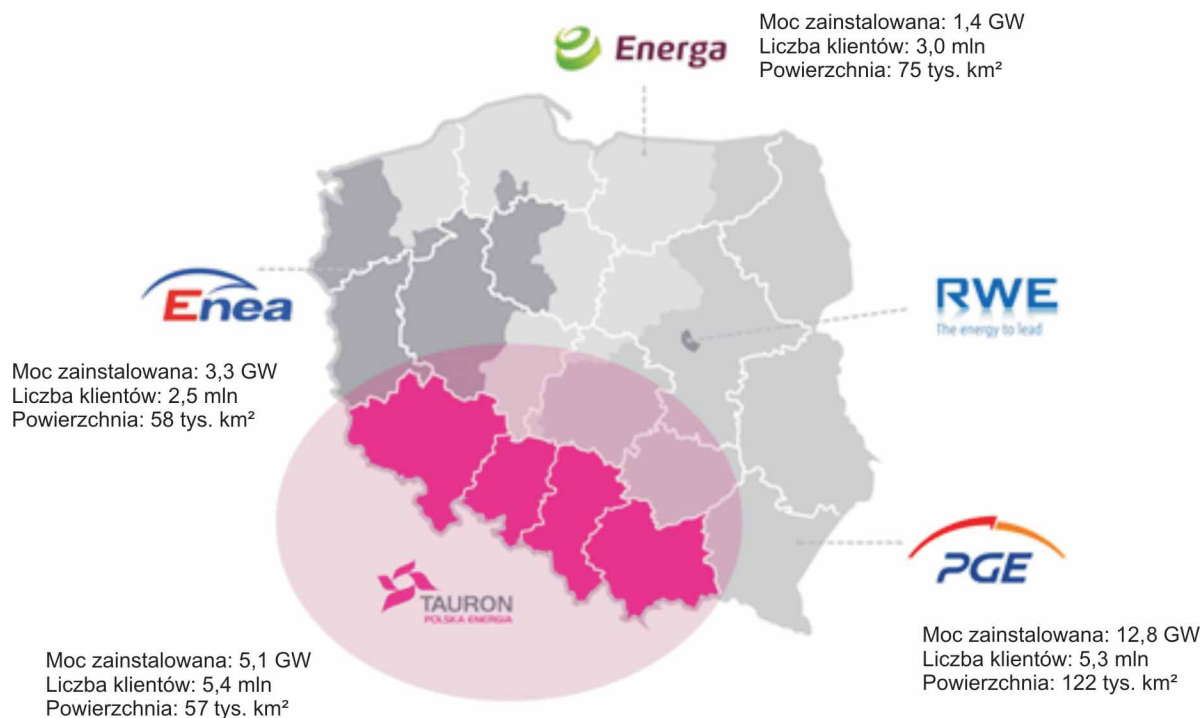 Energa
Moc zainstalowana: 1,4 GW
Liczba klientów: 3,0 mln
Powierzchnia: 75 tys. km²
Enea
RWE
The energy to lead
Moc zainstalowana: 3,3 GW
Liczba klientów: 2,5 mln
Powierzchnia: 58 tys. km²
PGE
TAURON
POLSKA ENERGIA
Moc zainstalowana: 12,8 GW
Liczba klientów: 5,3 mln
Powierzchnia: 122 tys. km²
Moc zainstalowana: 5,1 GW
Liczba klientów: 5,4 mln
Powierzchnia: 57 tys. km²